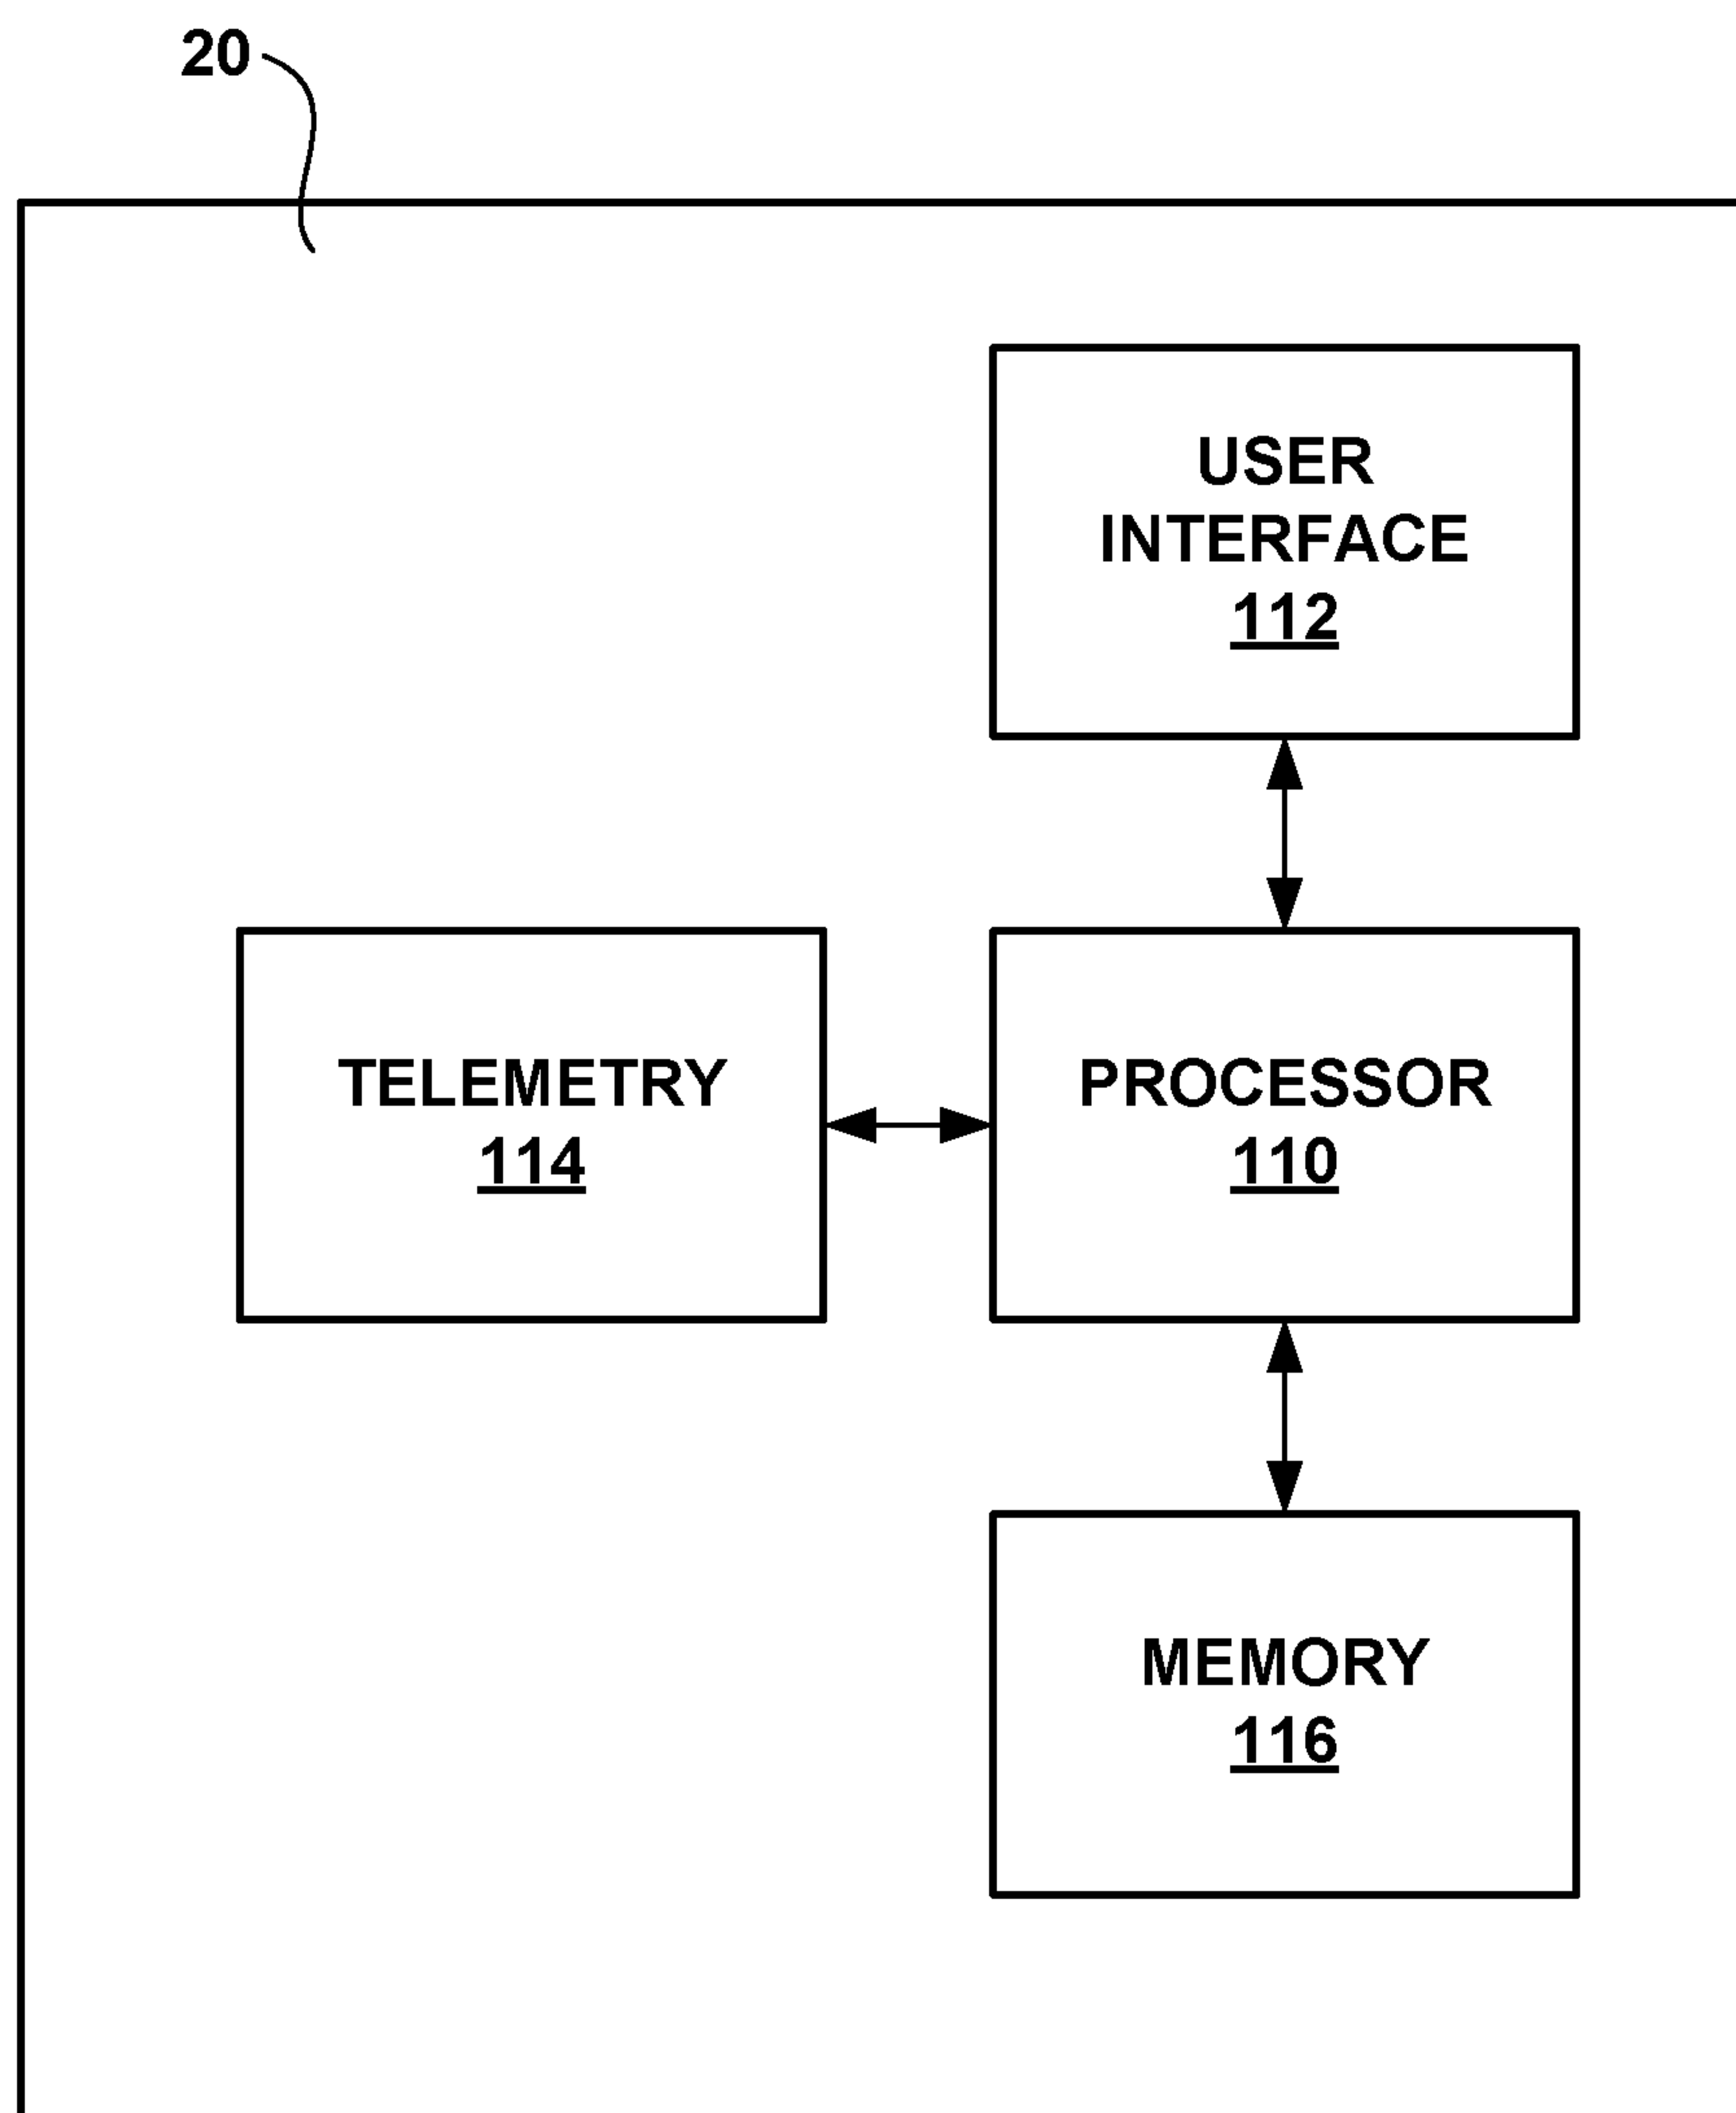 20
USER
INTERFACE
112
TELEMETRY
114
PROCESSOR
110
MEMORY
116